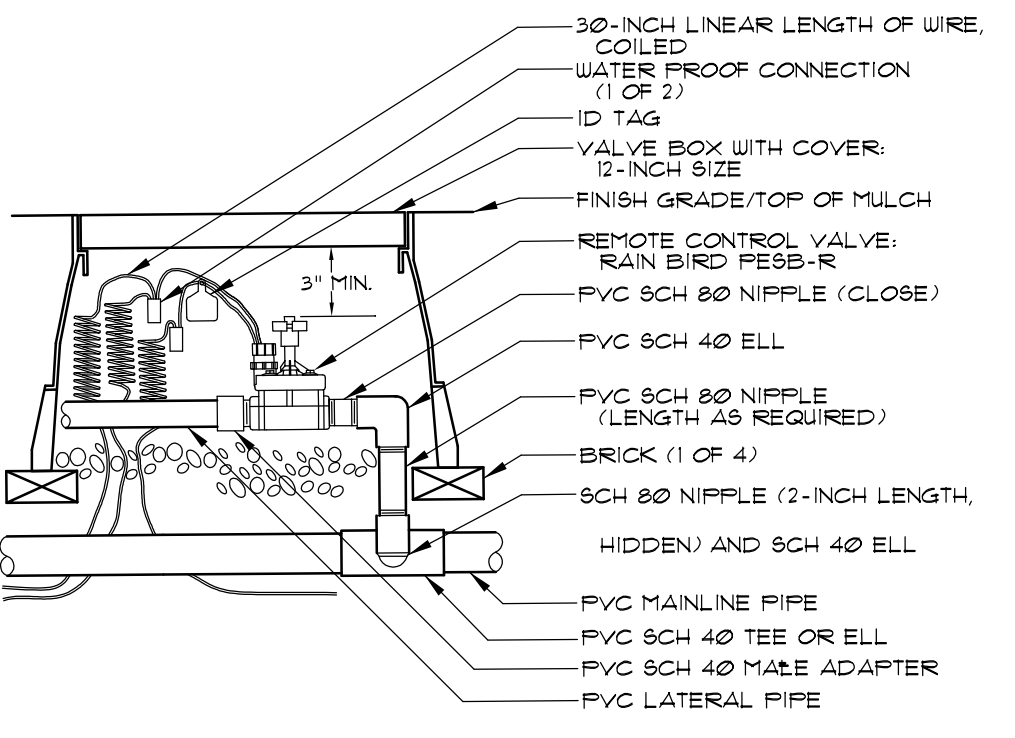 30-INCH LINEAR LENGTH OF WIRE,
COILED
WATER PROOF CONNECTION
(1 OF 2)
ID TAG
VALVE BOX WITH COVER:
12-INCH SIZE
FINISH GRADE/TOP OF MULCH
REMOTE CONTROL VALVE:
RAIN BIRD PESB-R
3" MIN.
PVC SCH 80 NIPPLE (CLOSE)
PVC SCH 40 ELL
PVC SCH 80 NIPPLE
(LENGTH AS REQUIRED)
BRICK (1 OF 4)
SCH 80 NIPPLE (2-INCH LENGTH,
HIDDEN) AND SCH 40 ELL
PVC MAINLINE PIPE
PVC SCH 40 TEE OR ELL
PVC SCH 40 MALE ADAPTER
PVC LATERAL PIPE